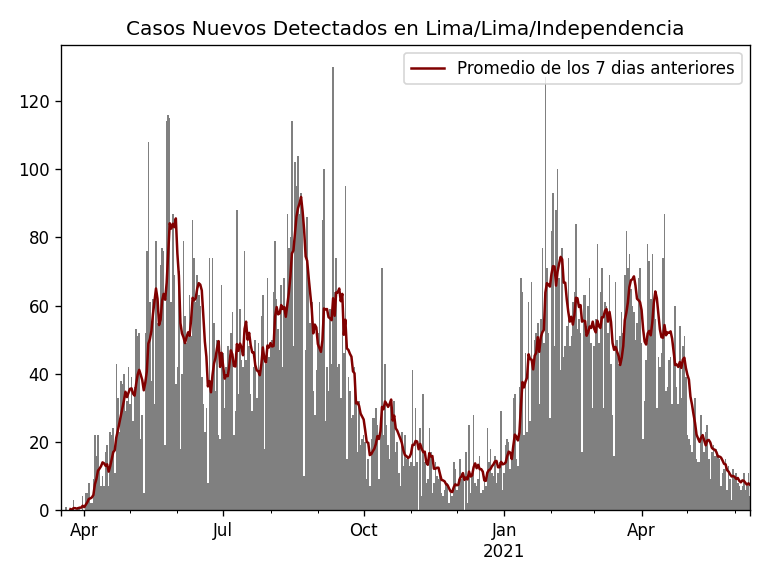 Casos Nuevos Detectados en Lima/Lima/Independencia
Promedio de los 7 dias anteriores
120
100
80
60
40
20
0
Apr Jul Oct Jan Apr
2021